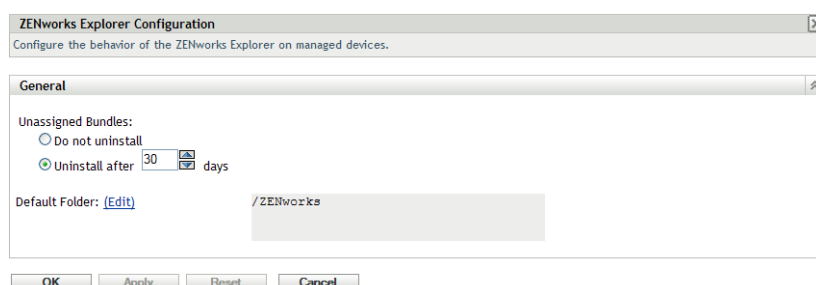 ZENworks Explorer Configuration
Configure the behavior of the ZENworks Explorer on managed devices.
General
Unassigned Bundles:
Do not uninstall
Uninstall after 30 days
Default Folder: (Edit) /ZENworks
OK Apply Reset Cancel